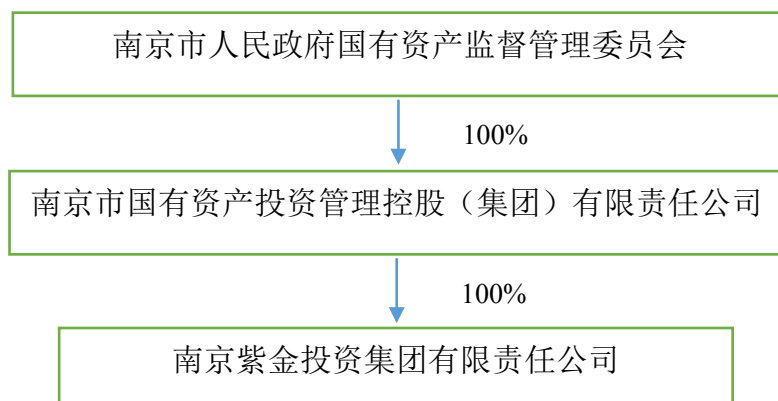 南京市人民政府国有资产监督管理委员会
100%
南京市国有资产投资管理控股（集团）有限责任公司
100%
南京紫金投资集团有限责任公司